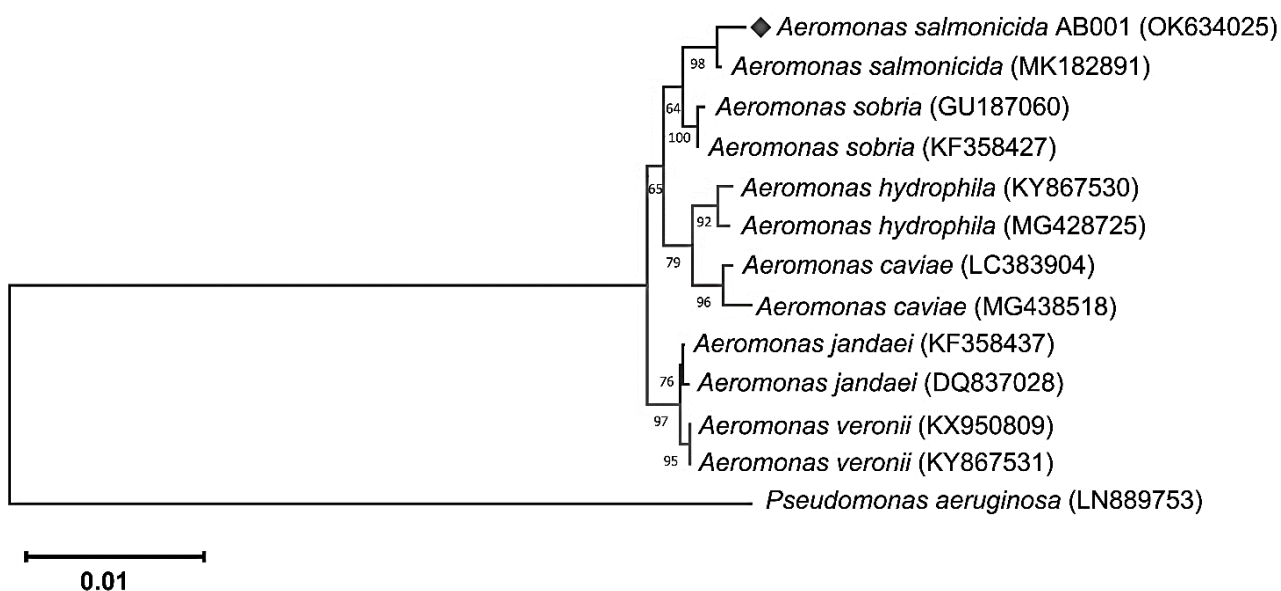 Aeromonas salmonicida AB001 (OK634025)
98
Aeromonas salmonicida (MK182891)
64
Aeromonas sobria (GU187060)
100
Aeromonas sobria (KF358427)
65
Aeromonas hydrophila (KY867530)
92
Aeromonas hydrophila (MG428725)
79
Aeromonas caviae (LC383904)
96
Aeromonas caviae (MG438518)
Aeromonas jandaei (KF358437)
76
Aeromonas jandaei (DQ837028)
97
Aeromonas veronii (KX950809)
95
Aeromonas veronii (KY867531)
Pseudomonas aeruginosa (LN889753)
0.01